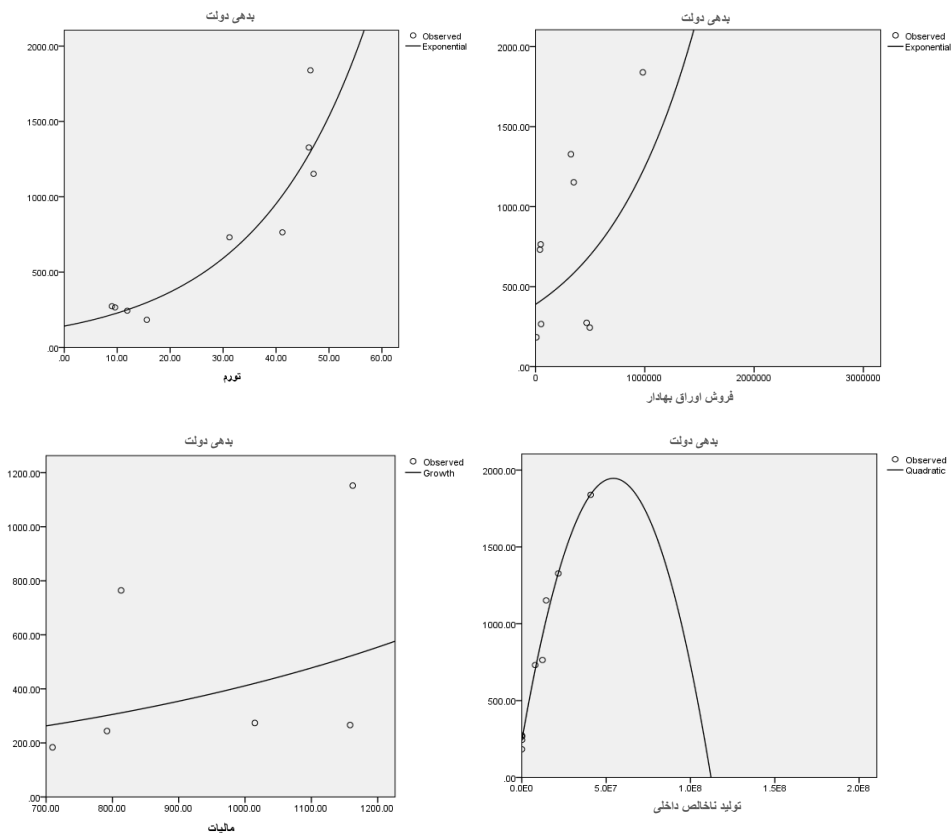 بدهی دولت
2000.00
1500.00
1000.00
500.00
.00
.00 10.00 20.00 30.00 40.00 50.00 60.00
تورم
Observed
Exponential
بدهی دولت
2000.00
1500.00
1000.00
500.00
.00
0 1000000 2000000 3000000
فروش اوراق بهادار
Observed
Exponential
بدهی دولت
1200.00
1000.00
800.00
600.00
400.00
200.00
.00
700.00 800.00 900.00 1000.00 1100.00 1200.00
مالیات
Observed
Growth
بدهی دولت
2000.00
1500.00
1000.00
500.00
.00
0.0E0 5.0E7 1.0E8 1.5E8 2.0E8
تولید ناخالص داخلی
Observed
Quadratic